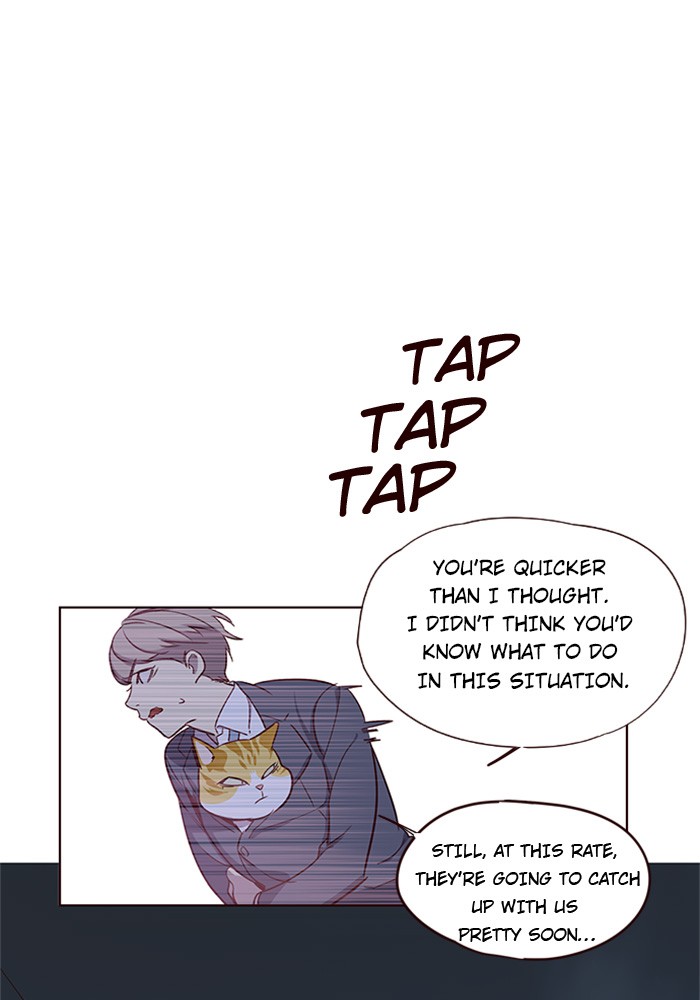 TAP
TAP
TAP
YOU'RE QUICKER
THAN I THOUGHT.
I DIDN'T THINK YOU'D
KNOW WHAT TO DO
IN THIS SITUATION.
STILL, AT THIS RATE,
THEY'RE GOING TO CATCH
UP WITH US
PRETTY SOON...